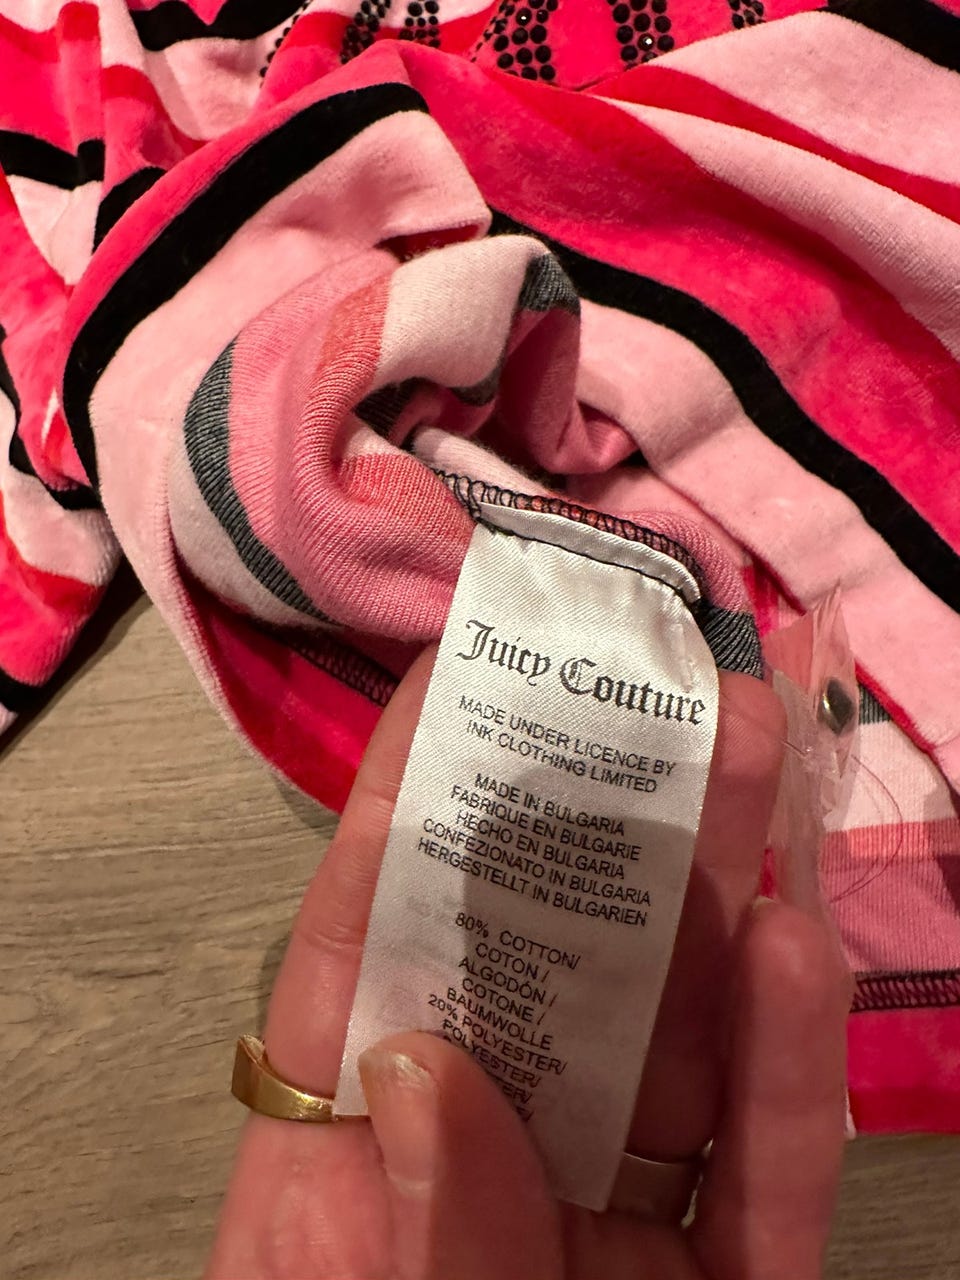 Juicy Couture
MADE UNDER LICENCE BY
INK CLOTHING LIMITED
MADE IN BULGARIA
FABRIQUE EN BULGARIE
HECHO EN BULGARIA
CONFEZIONATO IN BULGARIA
HERGESTELLT IN BULGARIEN
80% COTTON/
COTON /
ALGODÓN /
COTONE /
BAUMWOLLE
20% POLYESTER/
POLYESTER/